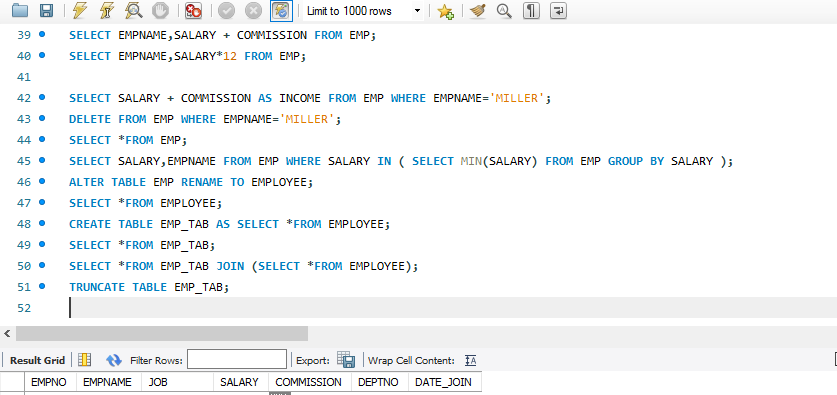 Limit to 1000 rows
39 SELECT EMPNAME,SALARY + COMMISSION FROM EMP;
40 SELECT EMPNAME,SALARY*12 FROM EMP;
41
42 SELECT SALARY + COMMISSION AS INCOME FROM EMP WHERE EMPNAME='MILLER';
43 DELETE FROM EMP WHERE EMPNAME='MILLER';
44 SELECT *FROM EMP;
45 SELECT SALARY,EMPNAME FROM EMP WHERE SALARY IN ( SELECT MIN(SALARY) FROM EMP GROUP BY SALARY );
46 ALTER TABLE EMP RENAME TO EMPLOYEE;
47 SELECT *FROM EMPLOYEE;
48 CREATE TABLE EMP_TAB AS SELECT *FROM EMPLOYEE;
49 SELECT *FROM EMP_TAB;
50 SELECT *FROM EMP_TAB JOIN (SELECT *FROM EMPLOYEE);
51 TRUNCATE TABLE EMP_TAB;
52
Result Grid Filter Rows: Export: Wrap Cell Content:
EMPNO EMPNAME JOB SALARY COMMISSION DEPTNO DATE_JOIN